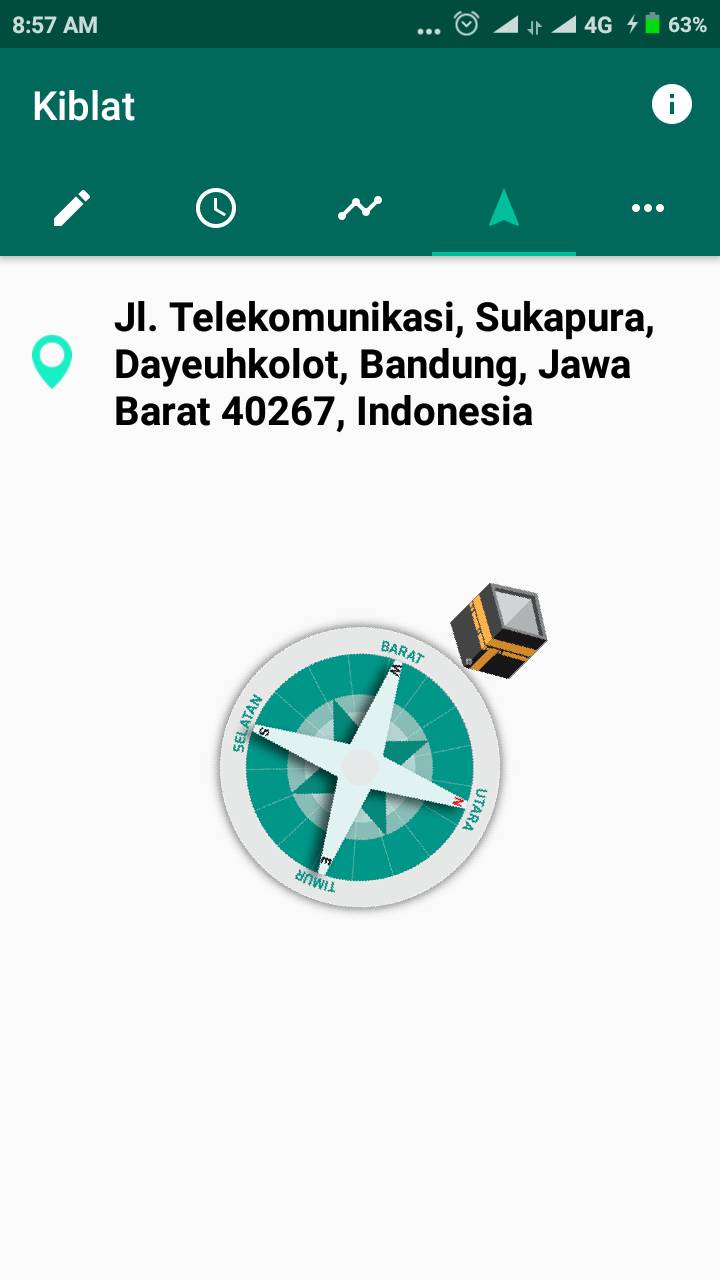 8:57 AM
4G 63%
Kiblat
Jl. Telekomunikasi, Sukapura,
Dayeuhkolot, Bandung, Jawa
Barat 40267, Indonesia
BARAT
W
SELATAN
S
N
UTARA
E
TIMUR